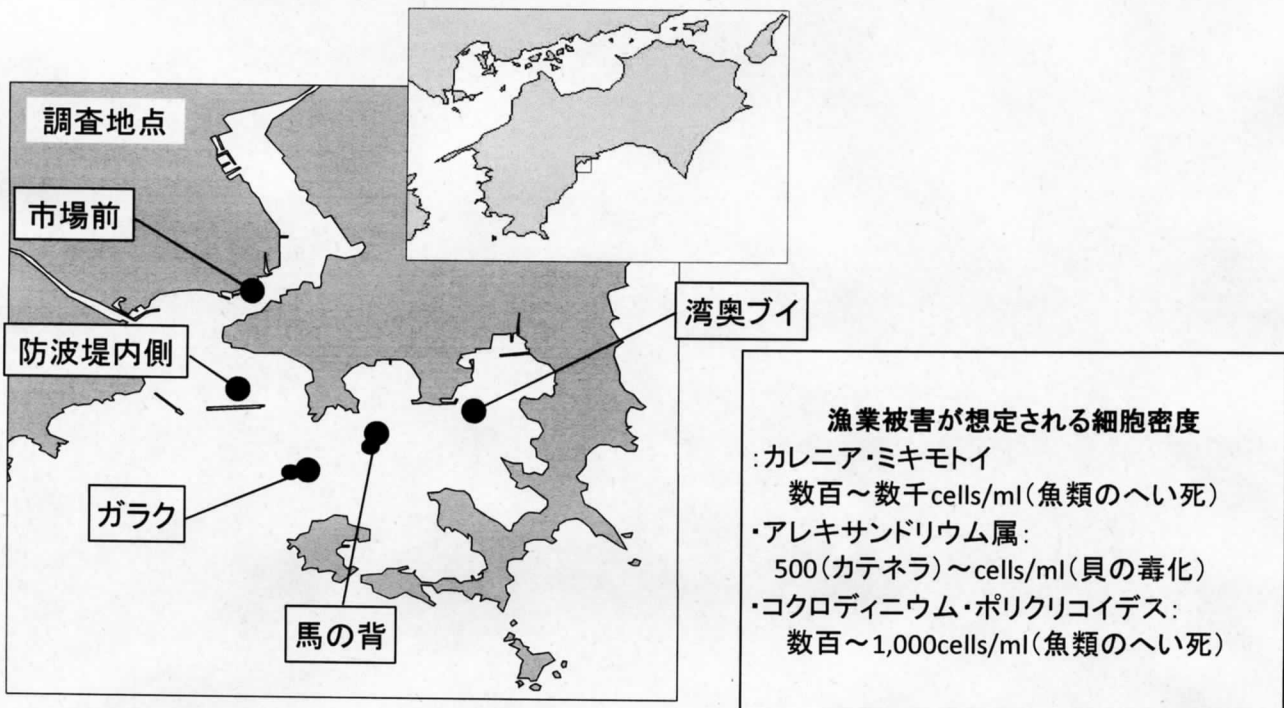 調査地点
市場前
防波堤内側
ガラク
馬の背
湾奥ブイ
漁業被害が想定される細胞密度
:カレニア・ミキモトイ
数百～数千cells/ml(魚類のへい死)
・アレキサンドリウム属:
500(カテネラ)～cells/ml(貝の毒化)
・コクロディニウム・ポリクリコイデス:
数百～1,000cells/ml(魚類のへい死)